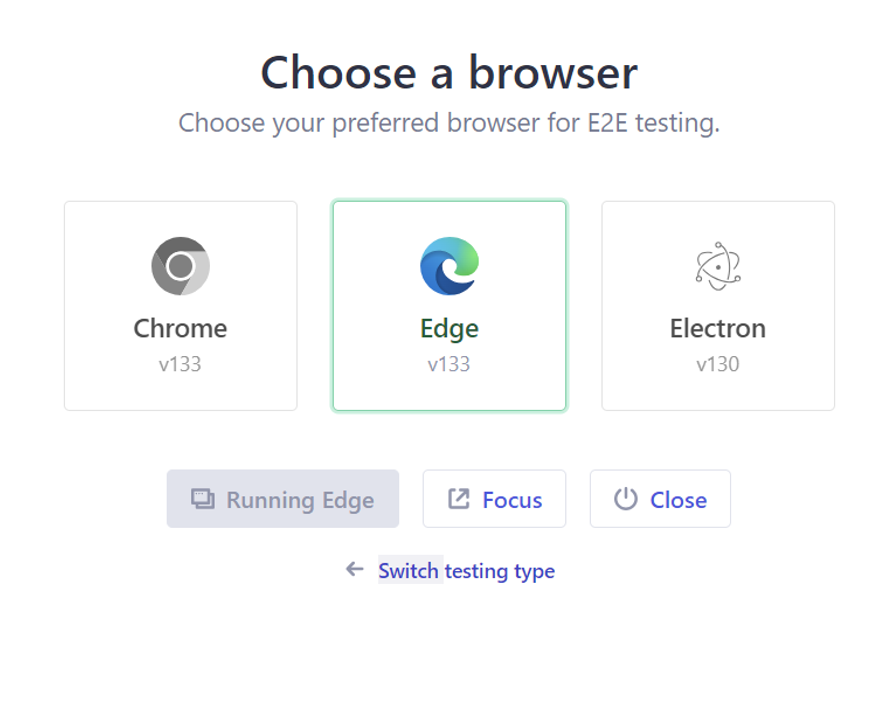 Choose a browser
Choose your preferred browser for E2E testing.
Chrome
v133
Edge
v133
Electron
v130
Running Edge
Focus
Close
Switch testing type